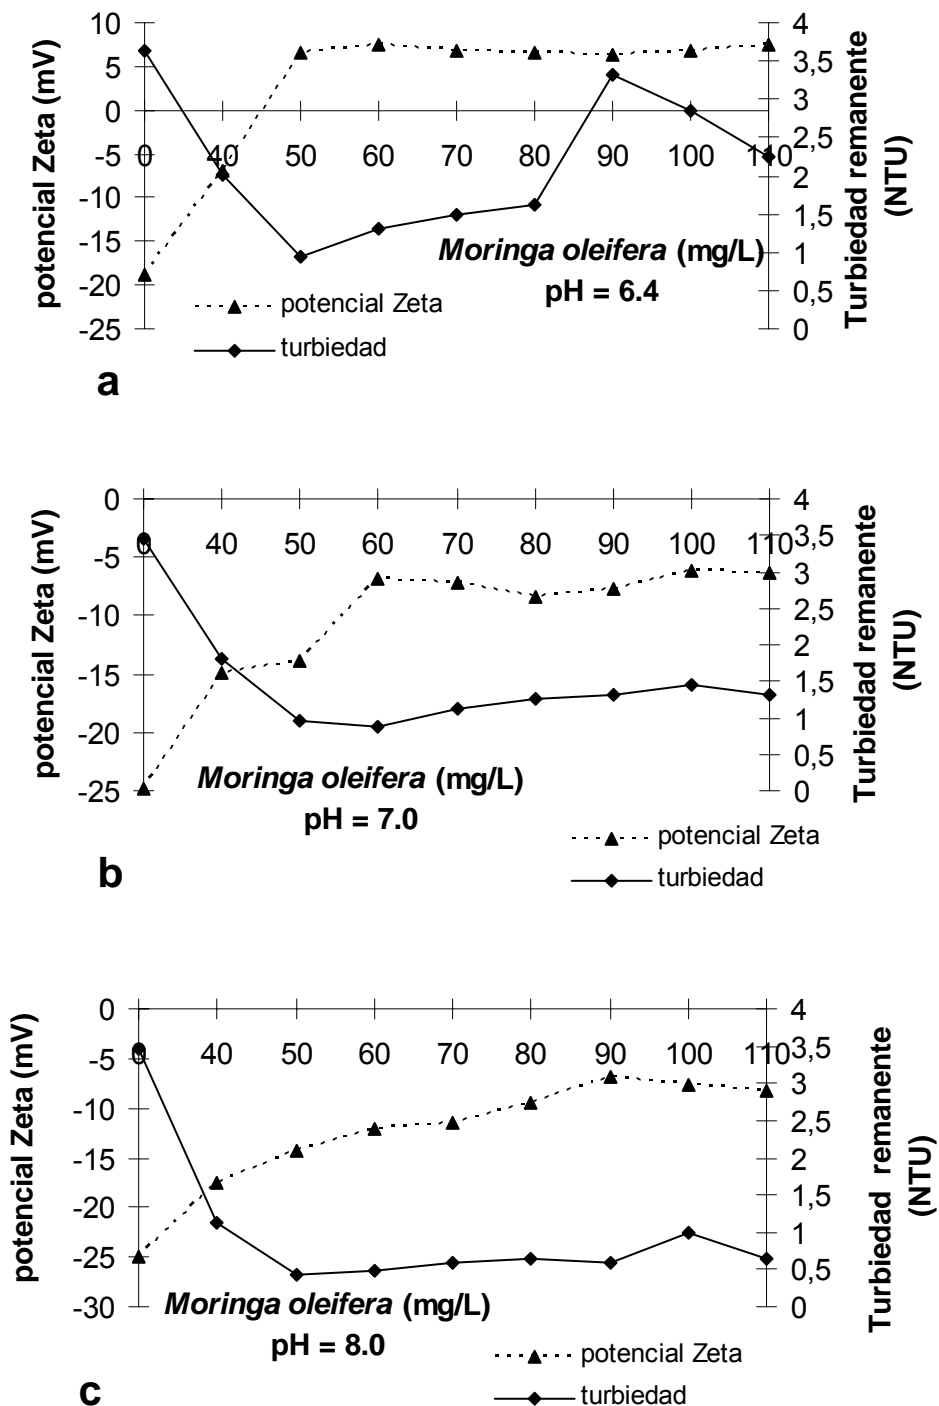 potencial Zeta (mV)
10
5
0
-5
-10
-15
-20
-25
0 40 50 60 70 80 90 100 110
4
3,5
3
2,5
2
1,5
1
0,5
0
Turbiedad remanente
(NTU)
Moringa oleifera (mg/L)
pH = 6.4
potencial Zeta
turbiedad
a
potencial Zeta (mV)
0
-5
-10
-15
-20
-25
0 40 50 60 70 80 90 100 110
4
3,5
3
2,5
2
1,5
1
0,5
0
Turbiedad remanente
(NTU)
Moringa oleifera (mg/L)
pH = 7.0
potencial Zeta
turbiedad
b
potencial Zeta (mV)
0
-5
-10
-15
-20
-25
-30
0 40 50 60 70 80 90 100 110
4
3,5
3
2,5
2
1,5
1
0,5
0
Turbiedad remanente
(NTU)
Moringa oleifera (mg/L)
pH = 8.0
potencial Zeta
turbiedad
c